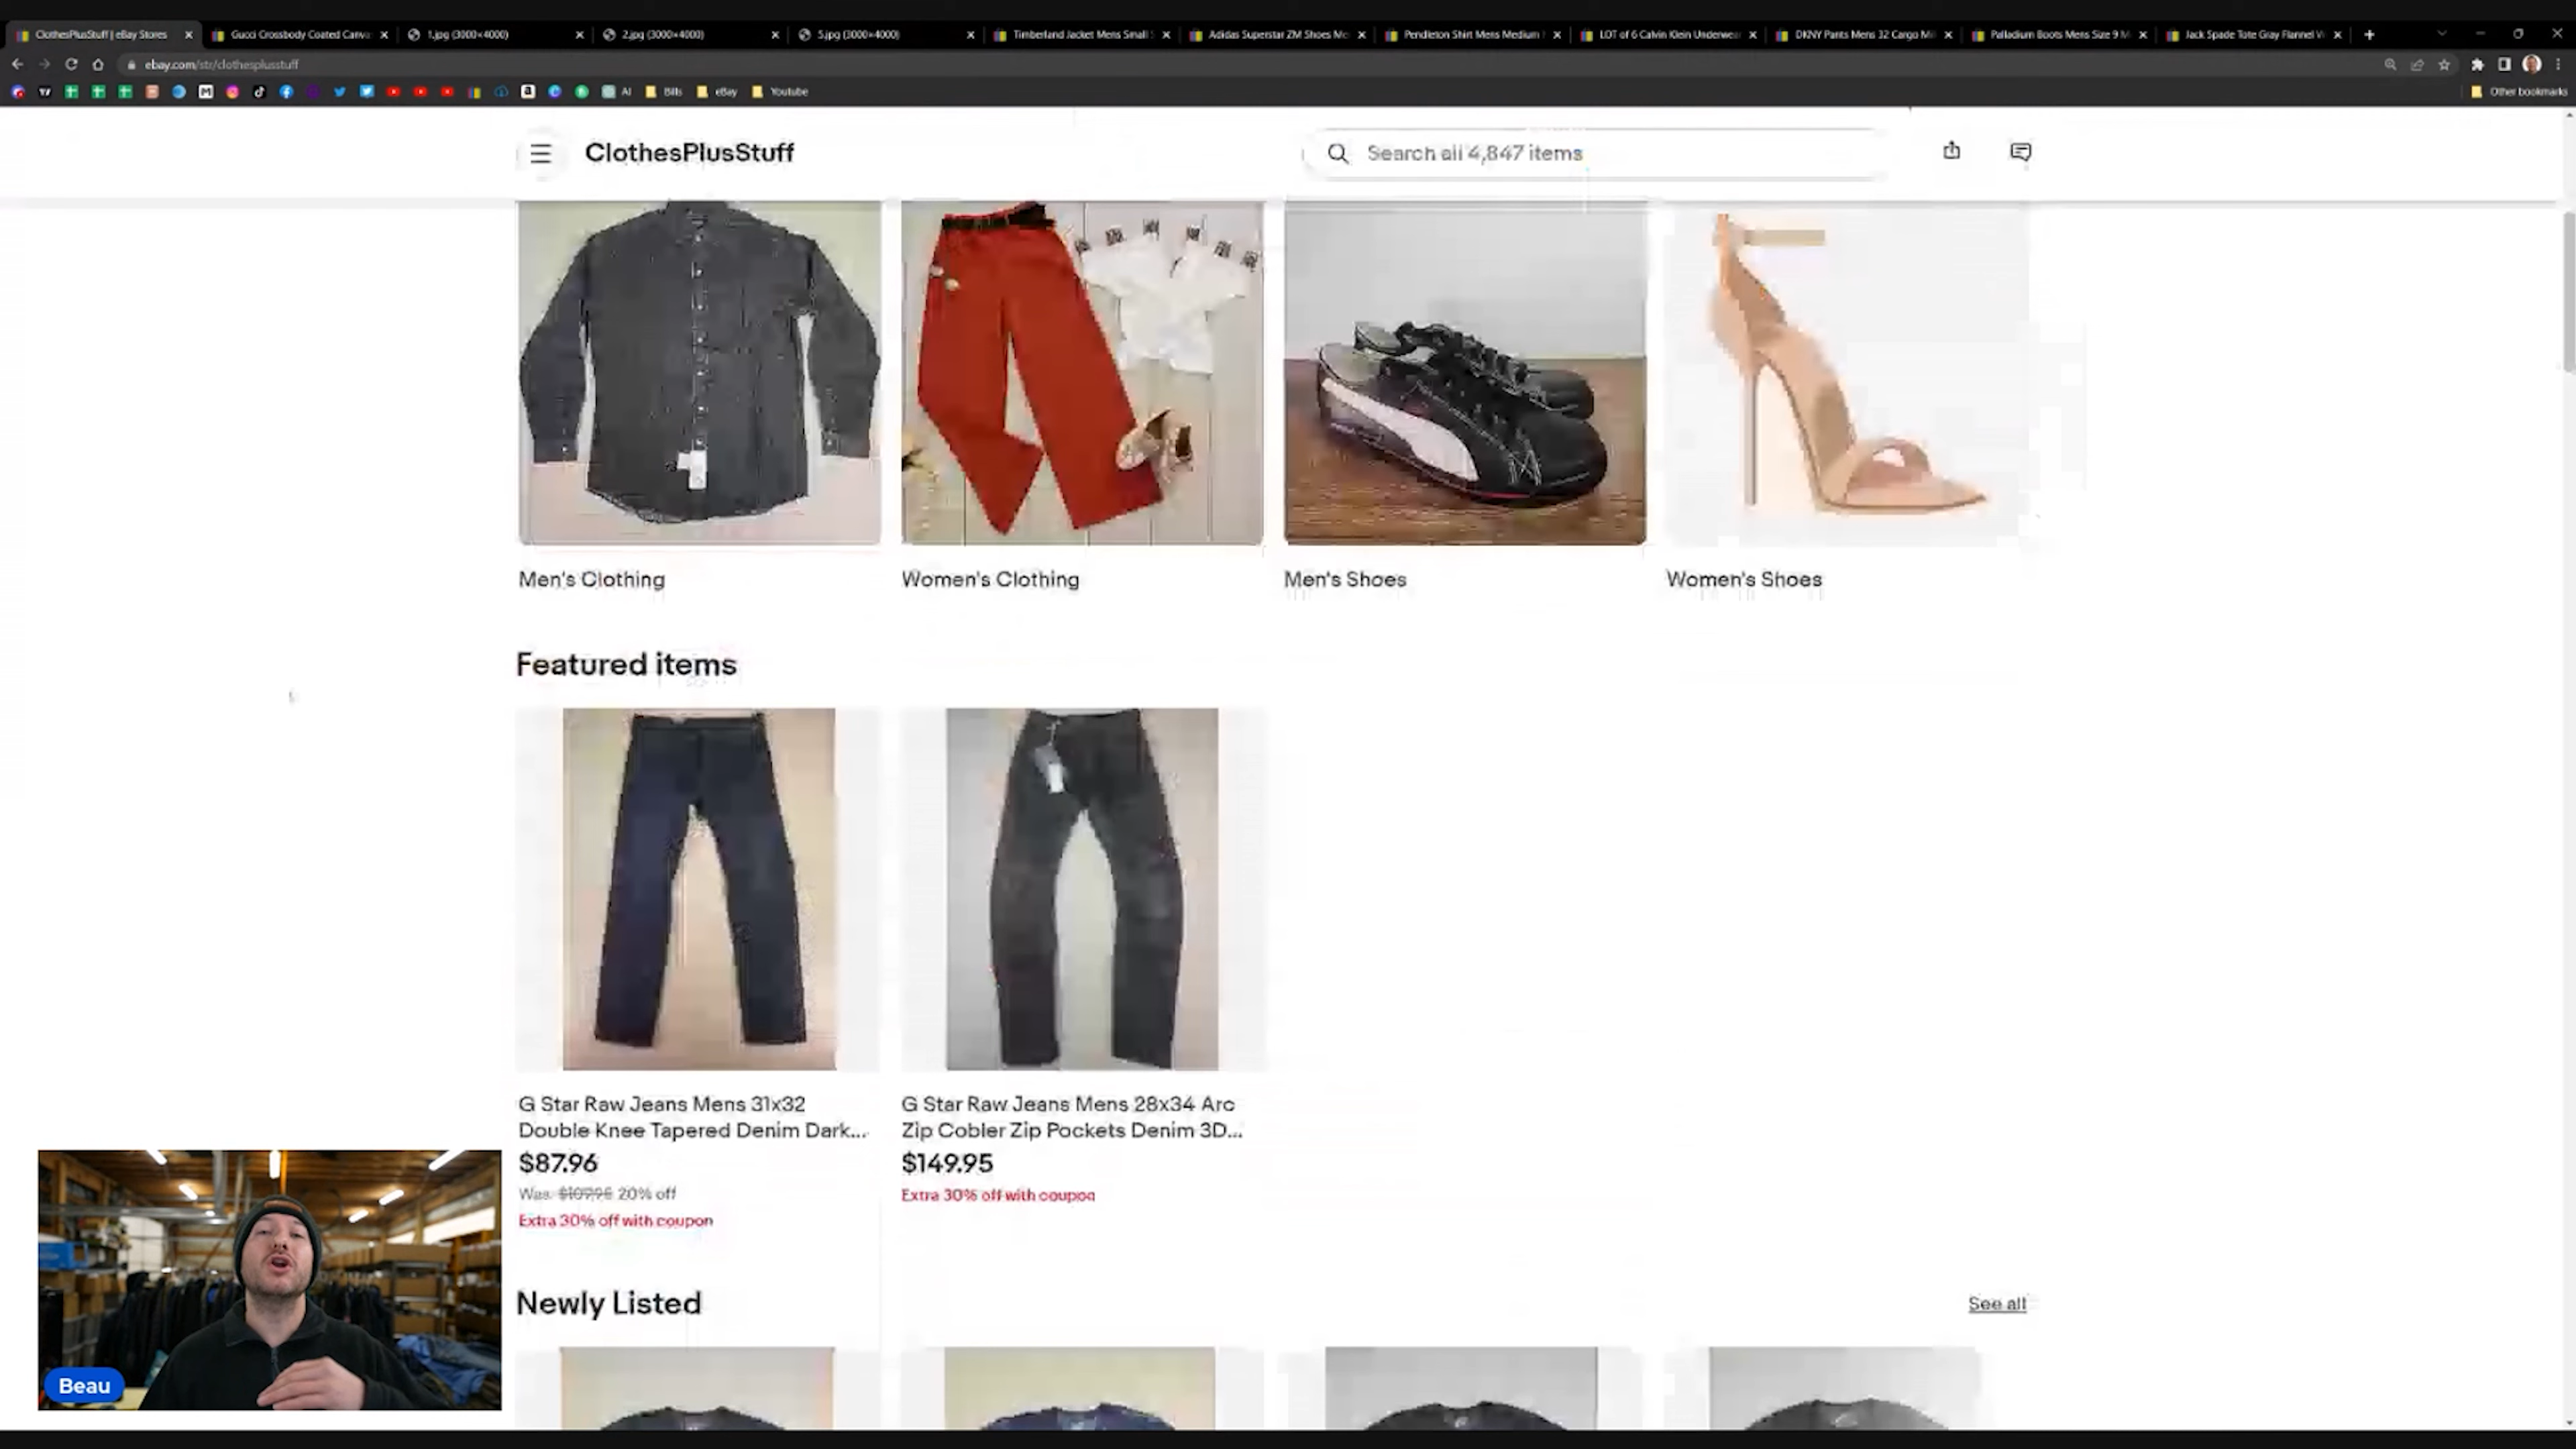 ClothesPlusStuff | eBay Stores
Gucci Crossbody Coated Canva
1.jpg (3000×4000)
2.jpg (3000×4000)
5.jpg (3000×4000)
Timberland Jacket Mens Small
Adidas Superstar ZM Shoes Me
Pendleton Shirt Mens Medium
LOT of 6 Calvin Klein Underwea
DKNY Pants Mens 32 Cargo Mi
Palladium Boots Mens Size 9 M
Jack Spade Tote Gray Flannel W
ebay.com/str/clothesplusstuff
AI
Bills
eBay
Youtube
Other bookmarks
ClothesPlusStuff
Search all 4,847 items
Men's Clothing
Women's Clothing
Men's Shoes
Women's Shoes
Featured items
G Star Raw Jeans Mens 31x32
Double Knee Tapered Denim Dark...
$87.96
Was: $109.95 20% off
Extra 30% off with coupon
G Star Raw Jeans Mens 28x34 Arc
Zip Cobler Zip Pockets Denim 3D...
$149.95
Extra 30% off with coupon
Newly Listed
See all
Beau